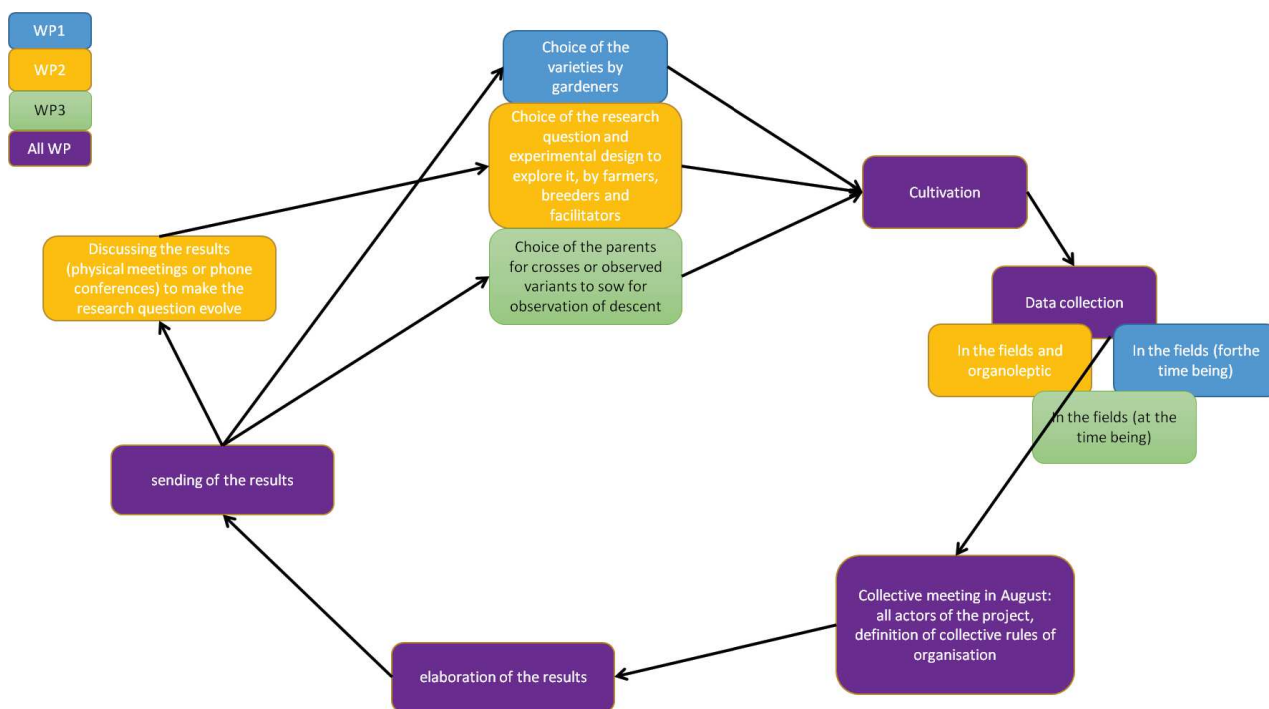 WP1
WP2
WP3
All WP
Choice of the
varieties by
gardeners
Choice of the research
question and
experimental design to
explore it, by farmers,
breeders and
facilitators
Choice of the parents
for crosses or observed
variants to sow for
observation of descent
Cultivation
Discussing the results
(physical meetings or phone
conferences) to make the
research question evolve
Data collection
In the fields and
organoleptic
In the fields (forthe
time being)
In the fields (at the
time being)
sending of the results
Collective meeting in August:
all actors of the project,
definition of collective rules of
organisation
elaboration of the results